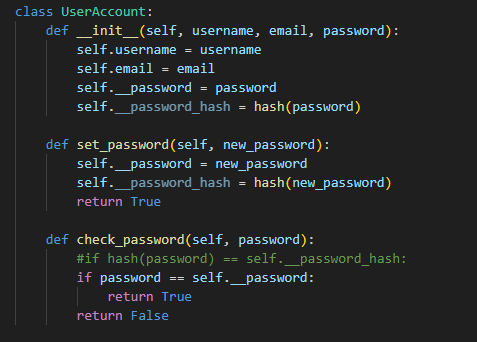 class UserAccount:
    def __init__(self, username, email, password):
        self.username = username
        self.email = email
        self.__password = password
        self.__password_hash = hash(password)

    def set_password(self, new_password):
        self.__password = new_password
        self.__password_hash = hash(new_password)
        return True

    def check_password(self, password):
        #if hash(password) == self.__password_hash:
        if password == self.__password:
            return True
        return False